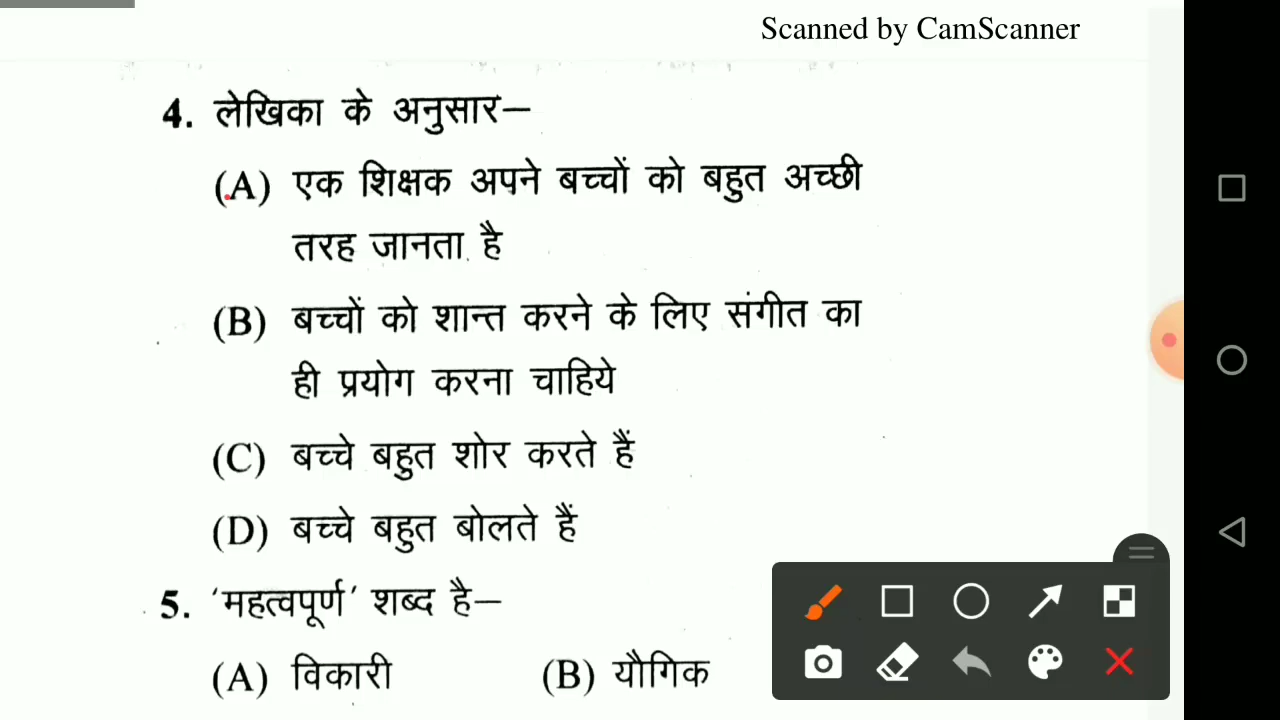 Scanned by CamScanner
4. लेखिका के अनुसार–
(A) एक शिक्षक अपने बच्चों को बहुत अच्छी
तरह जानता है
(B) बच्चों को शान्त करने के लिए संगीत का
ही प्रयोग करना चाहिये
(C) बच्चे बहुत शोर करते हैं
(D) बच्चे बहुत बोलते हैं
5. ‘महत्वपूर्ण’ शब्द है–
(A) विकारी (B) यौगिक